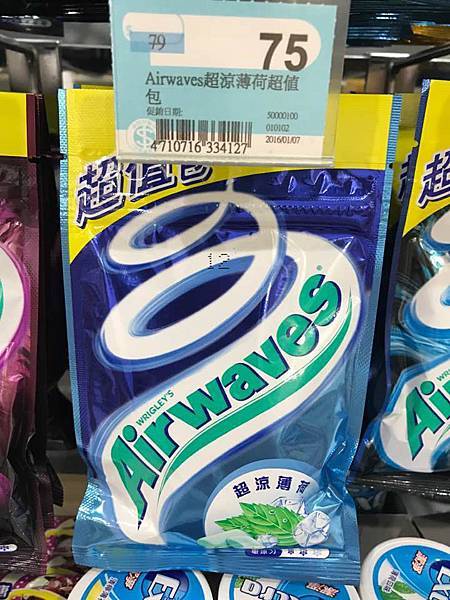 79
75
Airwaves超涼薄荷超值
包
促銷日期:
50000100
010102
4710716 334127
2016/01/07
超值包
12
WRIGLEY'S
Airwaves
超涼薄荷